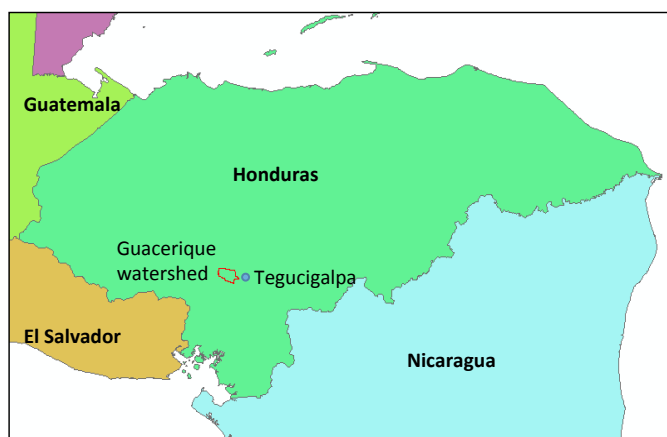 Guatemala
Honduras
Guacerique
watershed
Tegucigalpa
El Salvador
Nicaragua